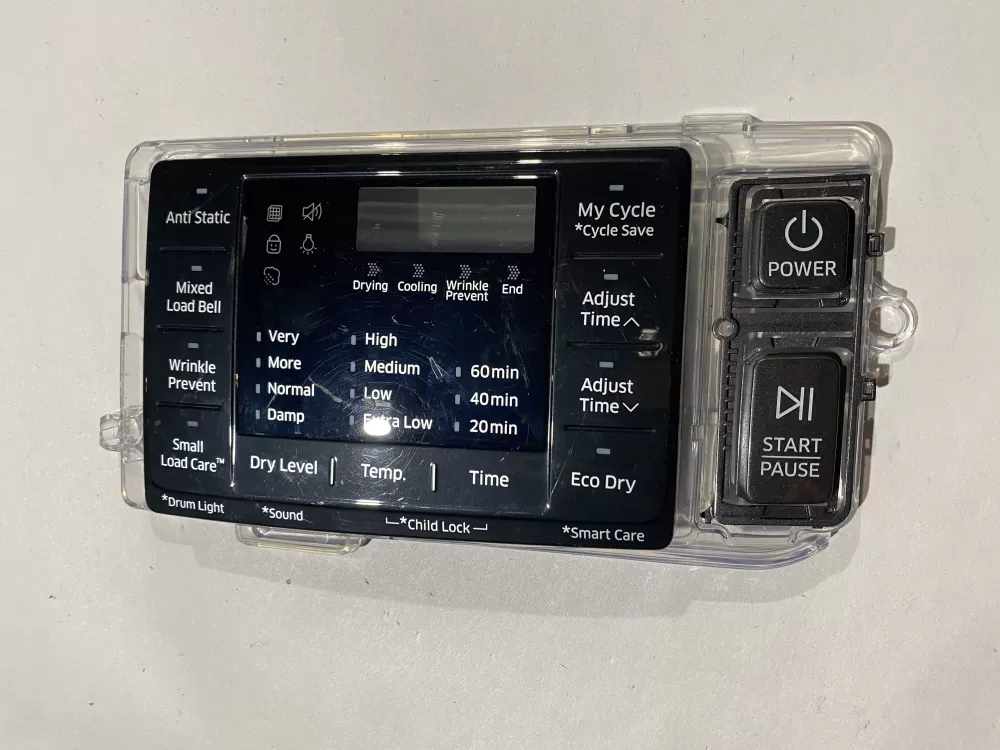 Anti Static
Mixed
Load Bell
Wrinkle
Prevent
Small
Load Care™
*Drum Light
Drying
Cooling
Wrinkle
Prevent
End
Very
More
Normal
Damp
High
Medium
Low
Extra Low
60min
40min
20min
Dry Level
Temp.
Time
*Sound
*Child Lock
My Cycle
*Cycle Save
Adjust
Time
Adjust
Time
Eco Dry
*Smart Care
POWER
START
PAUSE